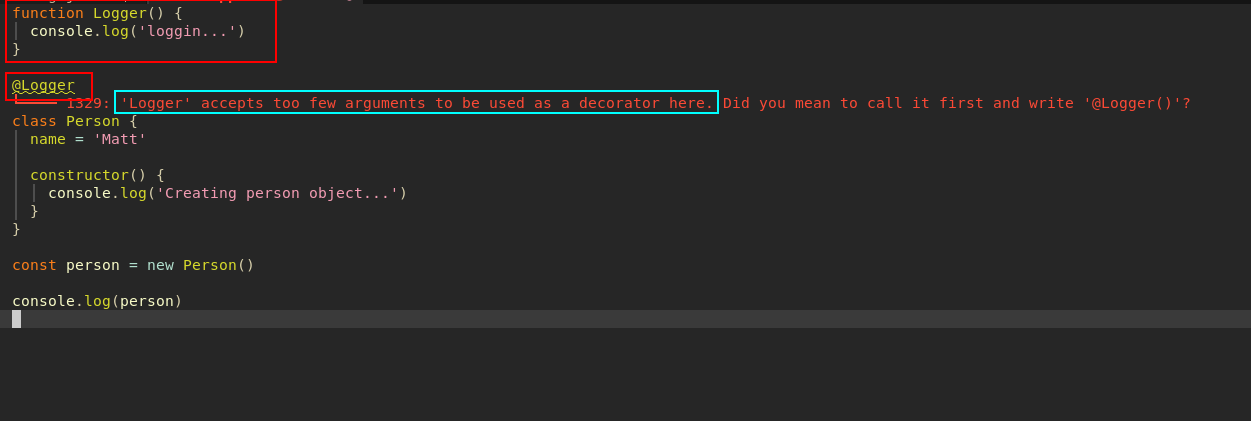 function Logger() {
console.log('loggin...')
}
@Logger
1329: 'Logger' accepts too few arguments to be used as a decorator here. Did you mean to call it first and write '@Logger()'?
class Person {
name = 'Matt'
constructor() {
console.log('Creating person object...')
}
}
const person = new Person()
console.log(person)